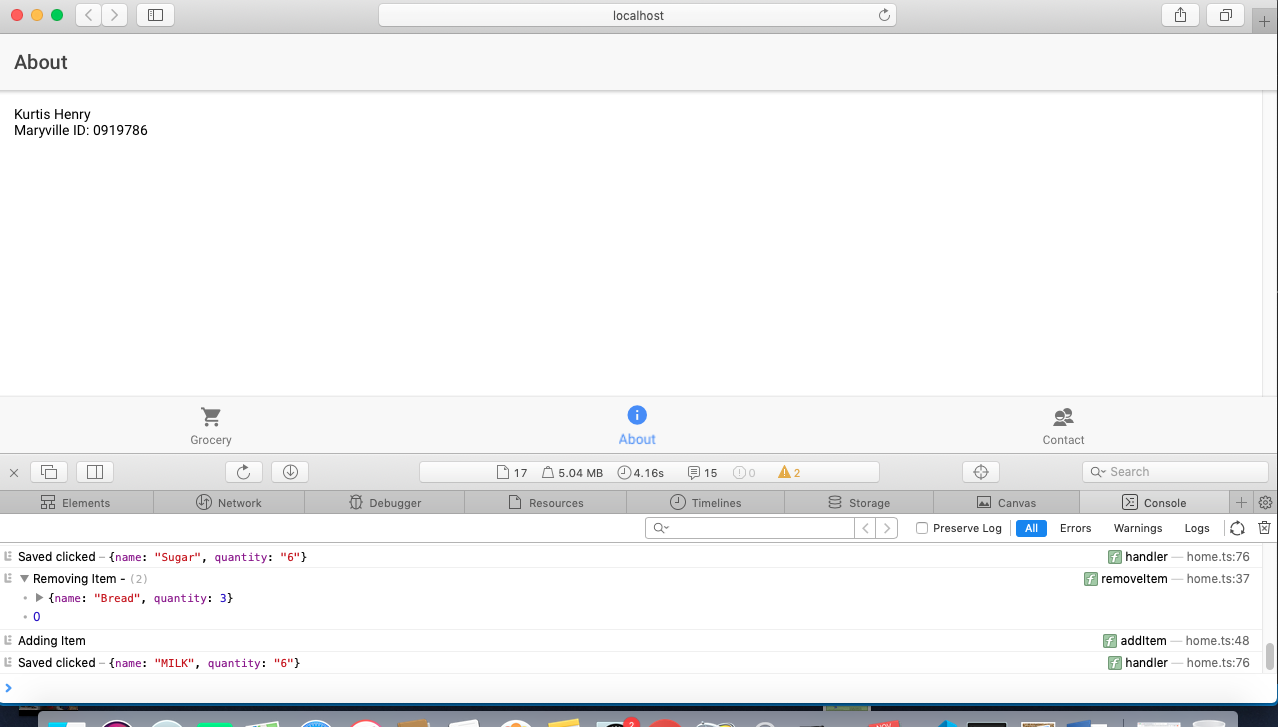 localhost
About
Kurtis Henry
Maryville ID: 0919786
Grocery
About
Contact
17 5.04 MB 4.16s 15 0 2 Search
Elements Network Debugger Resources Timelines Storage Canvas Console
Preserve Log All Errors Warnings Logs
Saved clicked – {name: "Sugar", quantity: "6"} f handler — home.ts:76
Removing Item - (2) f removeItem — home.ts:37
{name: "Bread", quantity: 3}
0
Adding Item f addItem — home.ts:48
Saved clicked – {name: "MILK", quantity: "6"} f handler — home.ts:76
2
NOV